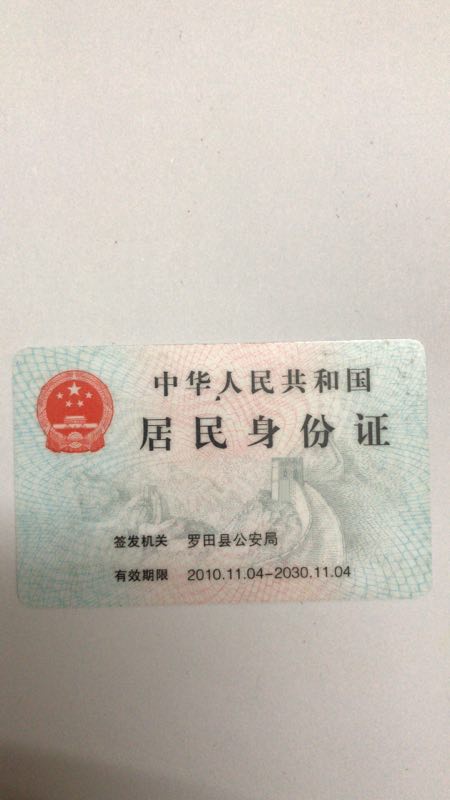 中华人民共和国
居民身份证
签发机关 罗田县公安局
有效期限 2010.11.04-2030.11.04